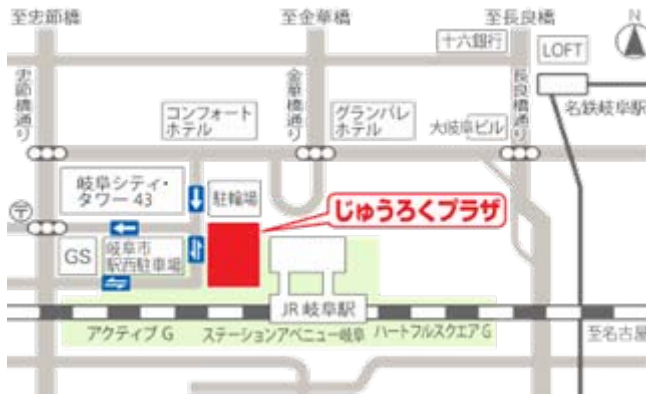 至忠節橋
至金華橋
至長良橋
N
十六銀行
LOFT
忠節橋通り
金華橋通り
長良橋通り
名鉄岐阜駅
コンフォート
ホテル
グランパレ
ホテル
大岐阜ビル
岐阜シティ・
タワー43
駐輪場
じゅうろくプラザ
〒
GS
岐阜市
駅西駐車場
JR岐阜駅
アクティブG
ステーションアベニュー岐阜
ハートフルスクエアG
至名古屋